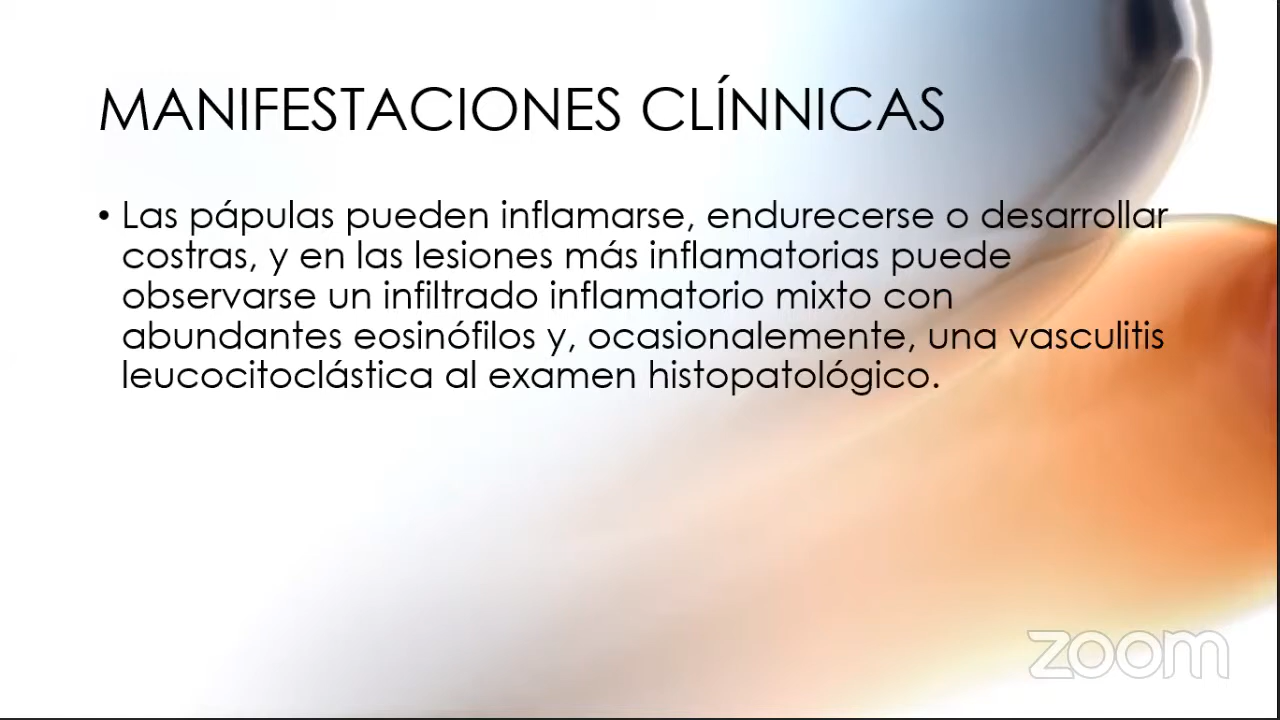 MANIFESTACIONES CLÍNNICAS
• Las pápulas pueden inflamarse, endurecerse o desarrollar
costras, y en las lesiones más inflamatorias puede
observarse un infiltrado inflamatorio mixto con
abundantes eosinófilos y, ocasionalemente, una vasculitis
leucocitoclástica al examen histopatológico.
zoom